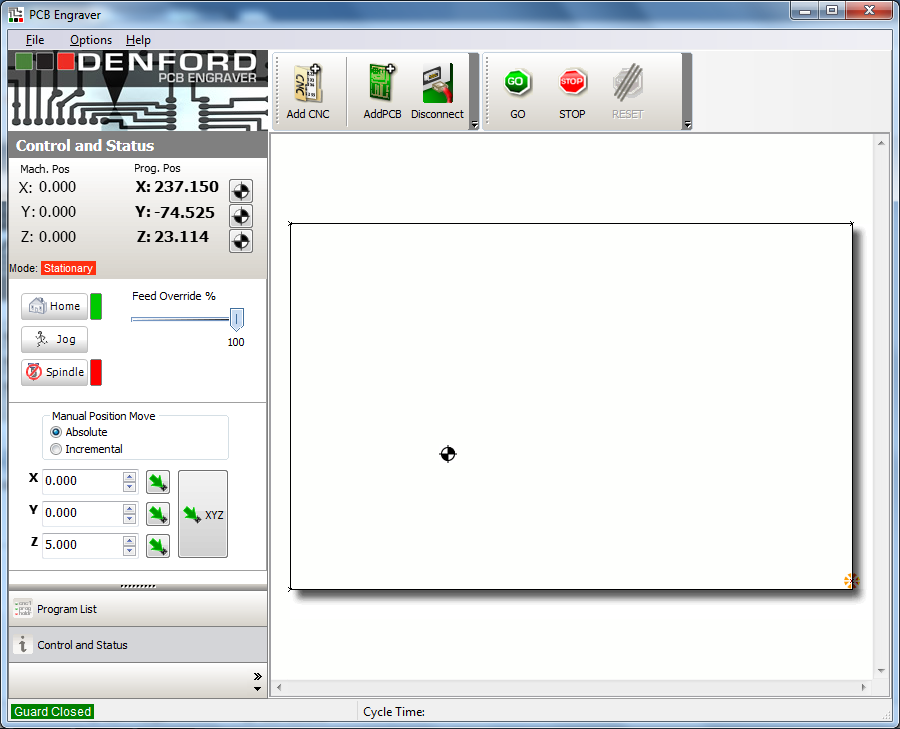 PCB Engraver
File Options Help
DENFORD
PCB ENGRAVER
CNC
Add CNC
AddPCB
Disconnect
GO
GO
STOP
STOP
RESET
Control and Status
Mach. Pos
Prog. Pos
X: 0.000
X: 237.150
Y: 0.000
Y: -74.525
Z: 0.000
Z: 23.114
Mode: Stationary
Home
Feed Override %
Jog
100
Spindle
Manual Position Move
Absolute
Incremental
X 0.000
Y 0.000
XYZ
Z 5.000
Program List
Control and Status
Guard Closed
Cycle Time: